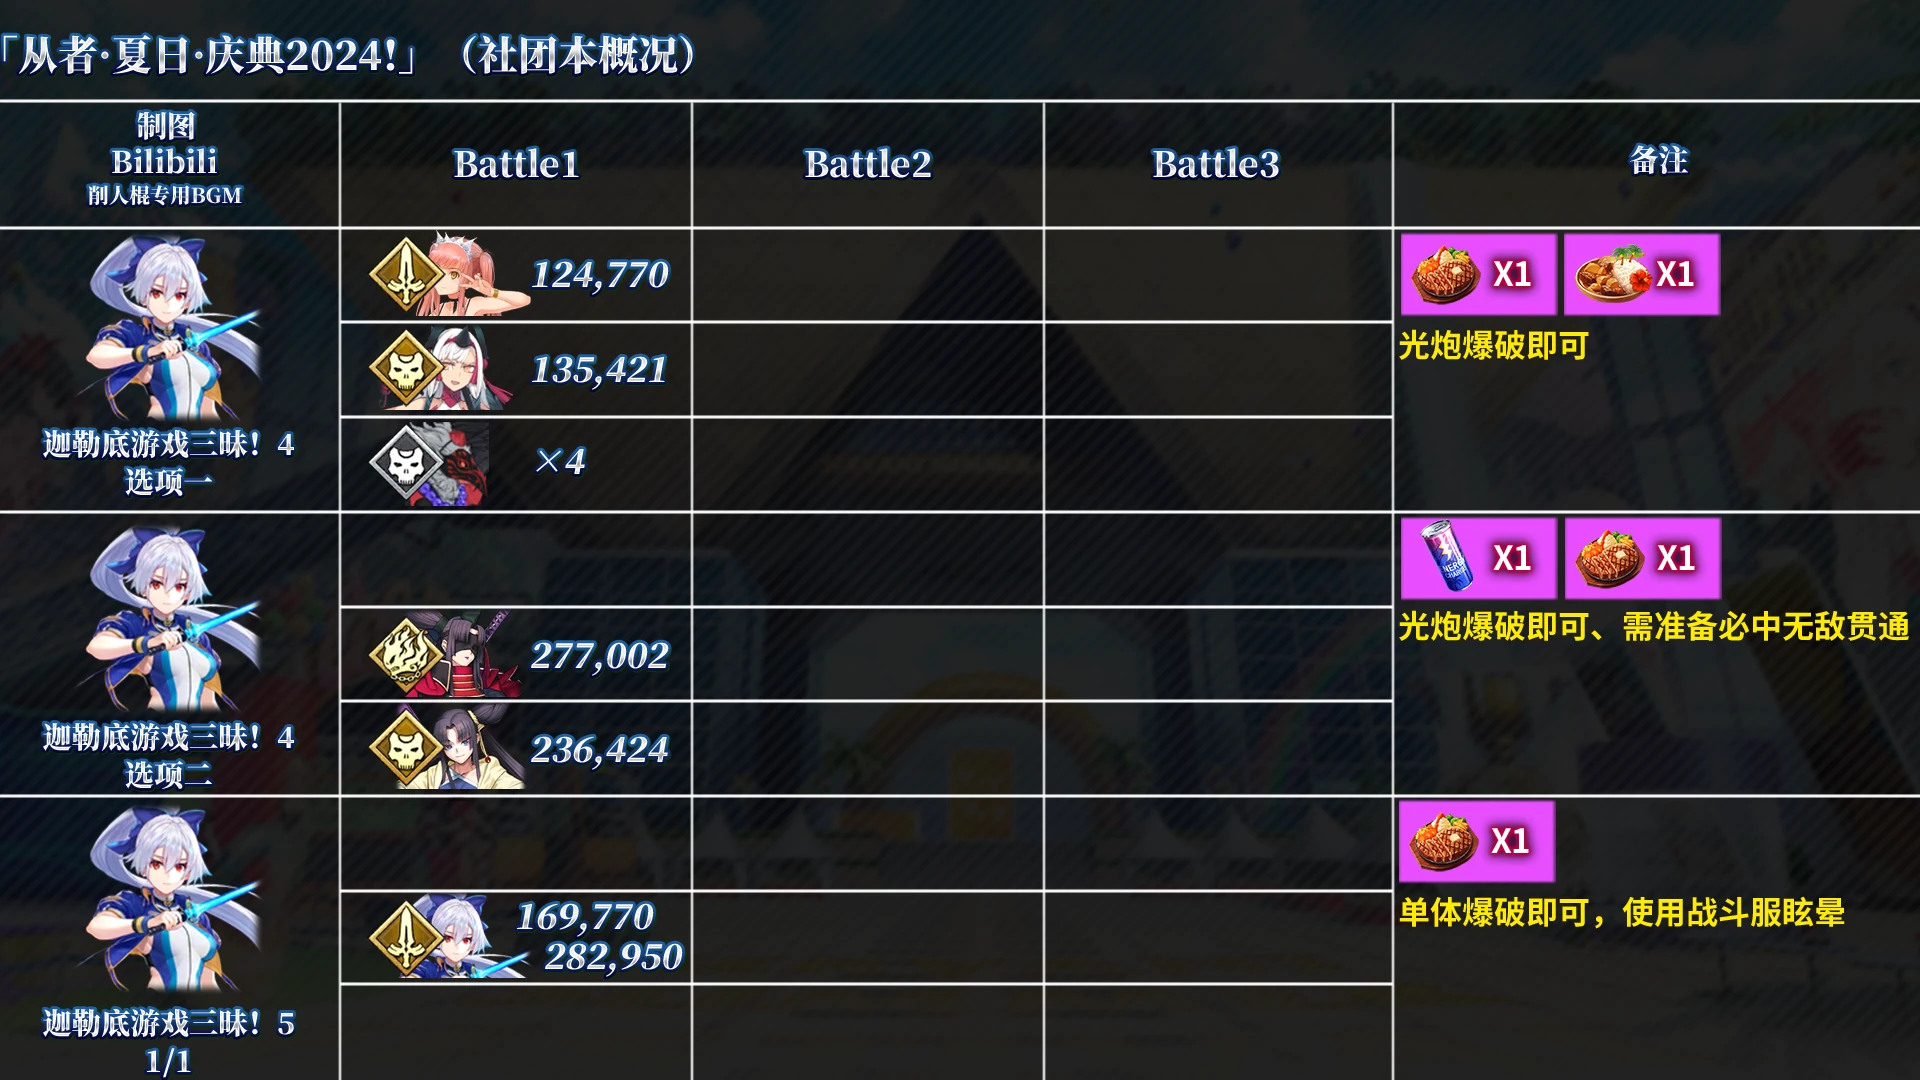 「从者·夏日·庆典2024!」（社团本概况）
制图
Bilibili
削人棍专用BGM
Battle1
Battle2
Battle3
备注
124,770
135,421
×4
X1
X1
光炮爆破即可
迦勒底游戏三昧！4
选项一
277,002
236,424
X1
X1
光炮爆破即可、需准备必中无敌贯通
迦勒底游戏三昧！4
选项二
169,770
282,950
X1
单体爆破即可，使用战斗服眩晕
迦勒底游戏三昧！5
1/1